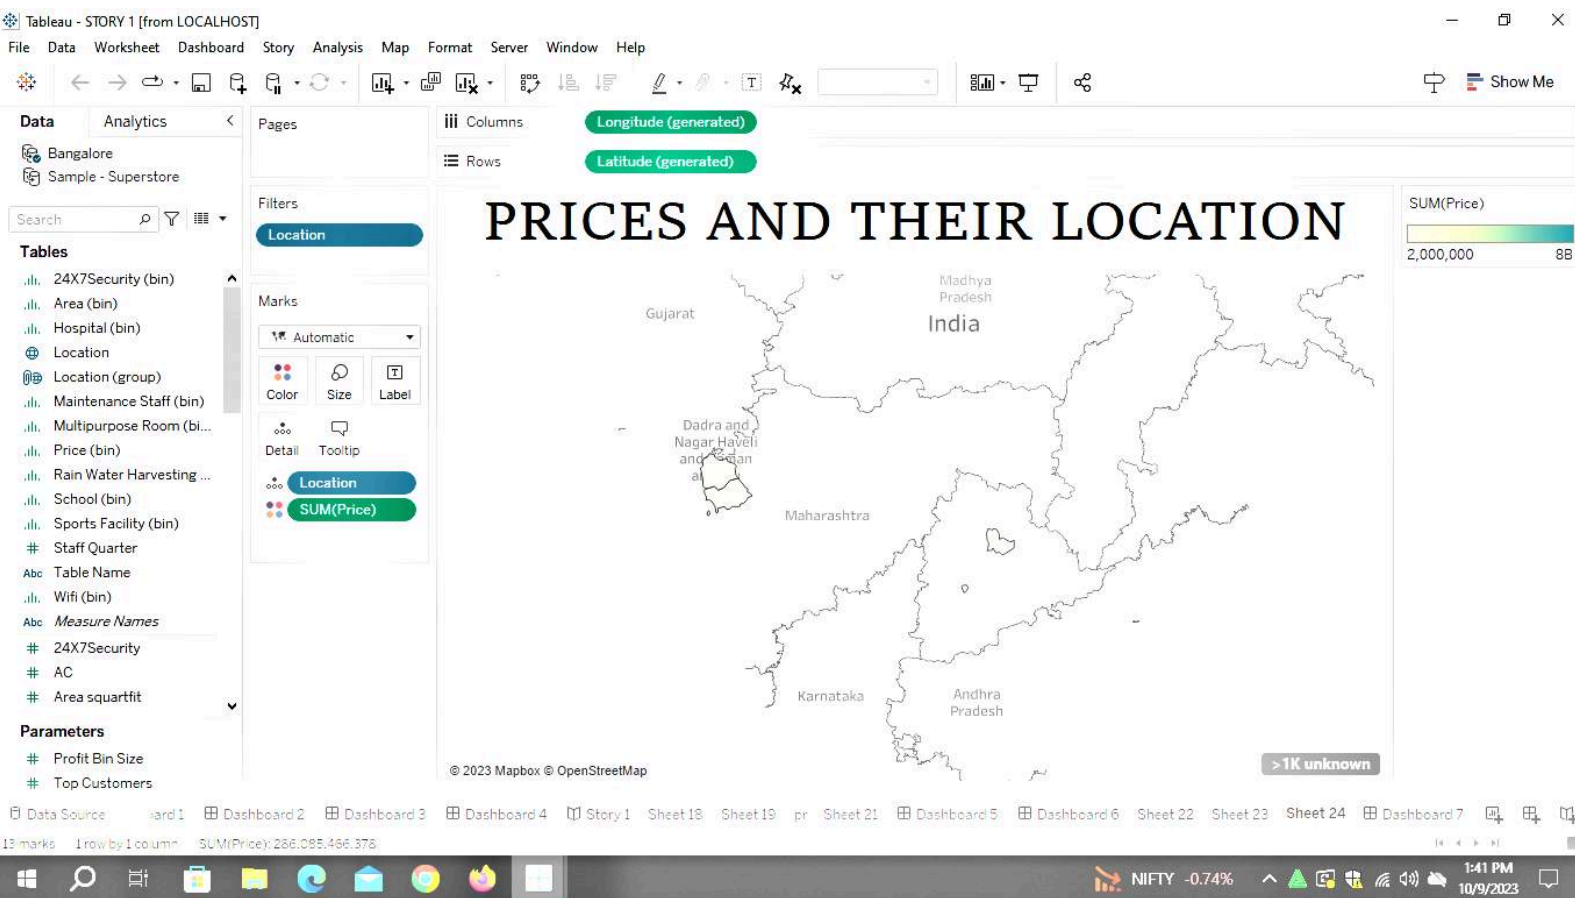 Tableau - STORY 1 [from LOCALHOST]
File Data Worksheet Dashboard Story Analysis Map Format Server Window Help
Show Me
Data Analytics
Bangalore
Sample - Superstore
Search
Tables
24X7Security (bin)
Area (bin)
Hospital (bin)
Location
Location (group)
Maintenance Staff (bin)
Multipurpose Room (bi...
Price (bin)
Rain Water Harvesting ...
School (bin)
Sports Facility (bin)
Staff Quarter
Abc Table Name
Wifi (bin)
Abc Measure Names
24X7Security
AC
Area squartfit
Parameters
Profit Bin Size
Top Customers
Pages
Filters
Location
Marks
Automatic
Color Size Label
Detail Tooltip
Location
SUM(Price)
Columns Longitude (generated)
Rows Latitude (generated)
PRICES AND THEIR LOCATION
Madhya
Pradesh
Gujarat
India
Dadra and
Nagar Haveli
Maharashtra
Karnataka
Andhra
Pradesh
© 2023 Mapbox © OpenStreetMap
>1K unknown
SUM(Price)
2,000,000 8B
Data Source ard 1 Dashboard 2 Dashboard 3 Dashboard 4 Story 1 Sheet 18 Sheet 19 pr Sheet 21 Dashboard 5 Dashboard 6 Sheet 22 Sheet 23 Sheet 24 Dashboard 7
13 marks 1 row by 1 column SUM(Price): 286,085,466,378
NIFTY -0.74%
1:41 PM
10/9/2023